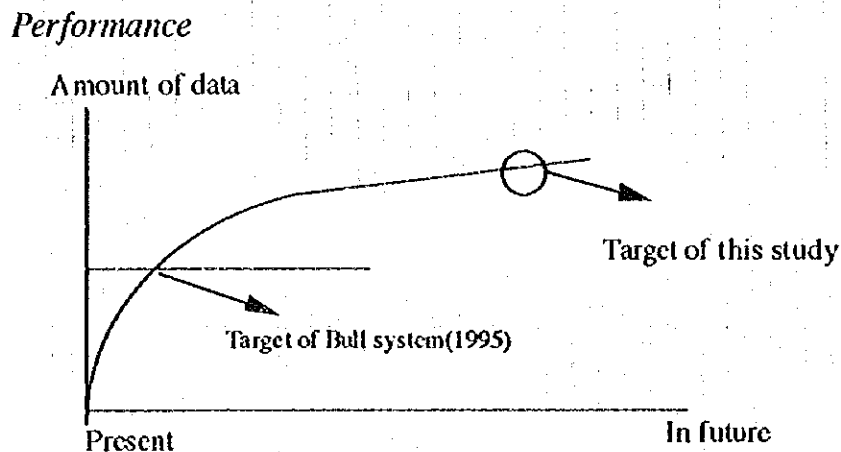 Performance
Amount of data
Target of this study
Target of Bull system(1995)
Present
In future